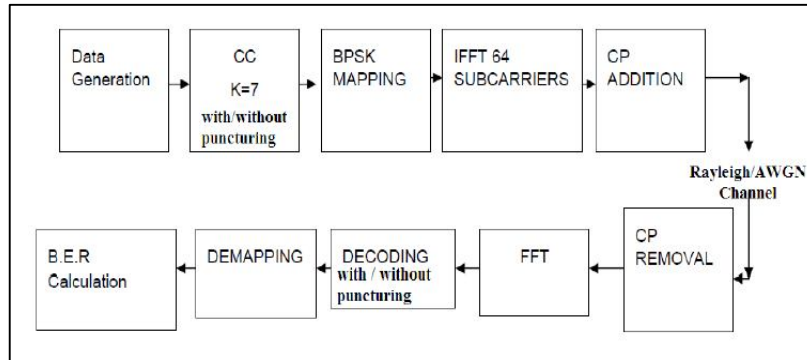 Data
Generation
CC
K=7
with/without
puncturing
BPSK
MAPPING
IFFT 64
SUBCARRIERS
CP
ADDITION
Rayleigh/AWGN
Channel
B.E.R
Calculation
DEMAPPING
DECODING
with / without
puncturing
FFT
CP
REMOVAL